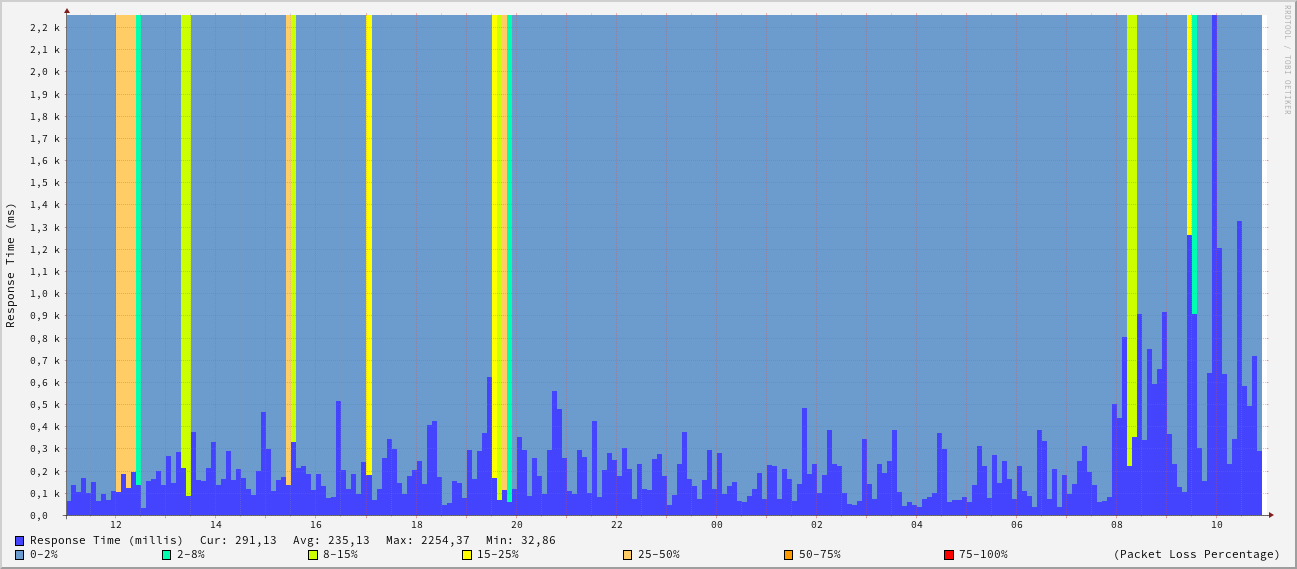 RRDTOOL / TOBI OETIKER
Response Time (ms)
2,2 k
2,1 k
2,0 k
1,9 k
1,8 k
1,7 k
1,6 k
1,5 k
1,4 k
1,3 k
1,2 k
1,1 k
1,0 k
0,9 k
0,8 k
0,7 k
0,6 k
0,5 k
0,4 k
0,3 k
0,2 k
0,1 k
0,0
12 14 16 18 20 22 00 02 04 06 08 10
Response Time (millis) Cur: 291,13 Avg: 235,13 Max: 2254,37 Min: 32,86
0-2% 2-8% 8-15% 15-25% 25-50% 50-75% 75-100% (Packet Loss Percentage)